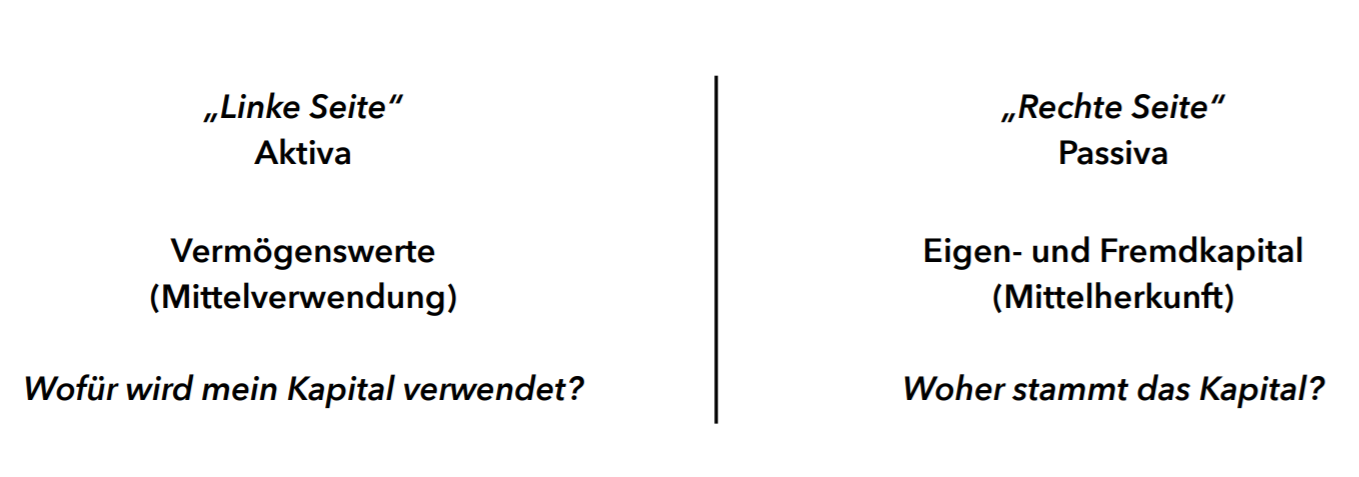 „Linke Seite“
Aktiva
Vermögenswerte
(Mittelverwendung)
Wofür wird mein Kapital verwendet?
„Rechte Seite“
Passiva
Eigen- und Fremdkapital
(Mittelherkunft)
Woher stammt das Kapital?